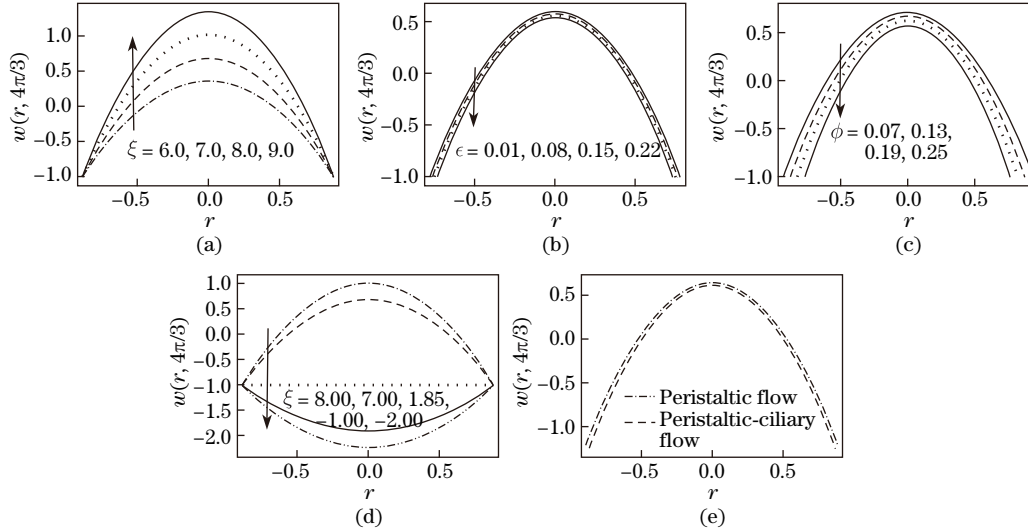 w(r, 4π/3)
1.0
0.5
0.0
−0.5
−1.0
ξ = 6.0, 7.0, 8.0, 9.0
−0.5
0.0
0.5
r
(a)
w(r, 4π/3)
0.5
0.0
−0.5
−1.0
ϵ = 0.01, 0.08, 0.15, 0.22
−0.5
0.0
0.5
r
(b)
w(r, 4π/3)
0.5
0.0
−0.5
−1.0
ϕ = 0.07, 0.13,
0.19, 0.25
−0.5
0.0
0.5
r
(c)
w(r, 4π/3)
1.0
0.5
0.0
−0.5
−1.0
−1.5
−2.0
ξ = 8.00, 7.00, 1.85,
−1.00, −2.00
−0.5
0.0
0.5
r
(d)
w(r, 4π/3)
0.5
0.0
−0.5
−1.0
Peristaltic flow
Peristaltic-ciliary
flow
−0.5
0.0
0.5
r
(e)